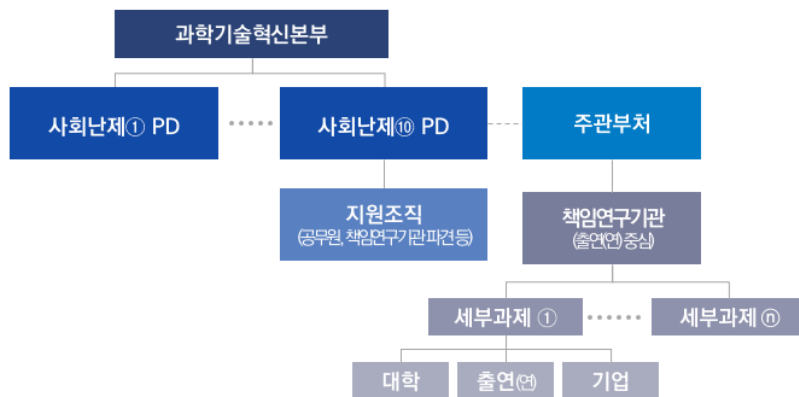 과학기술혁신본부
사회난제① PD
사회난제⑩ PD
주관부처
지원조직
(공무원, 책임연구기관 파견 등)
책임연구기관
(출연(연) 중심)
세부과제 ①
세부과제 ⓝ
대학
출연(연)
기업